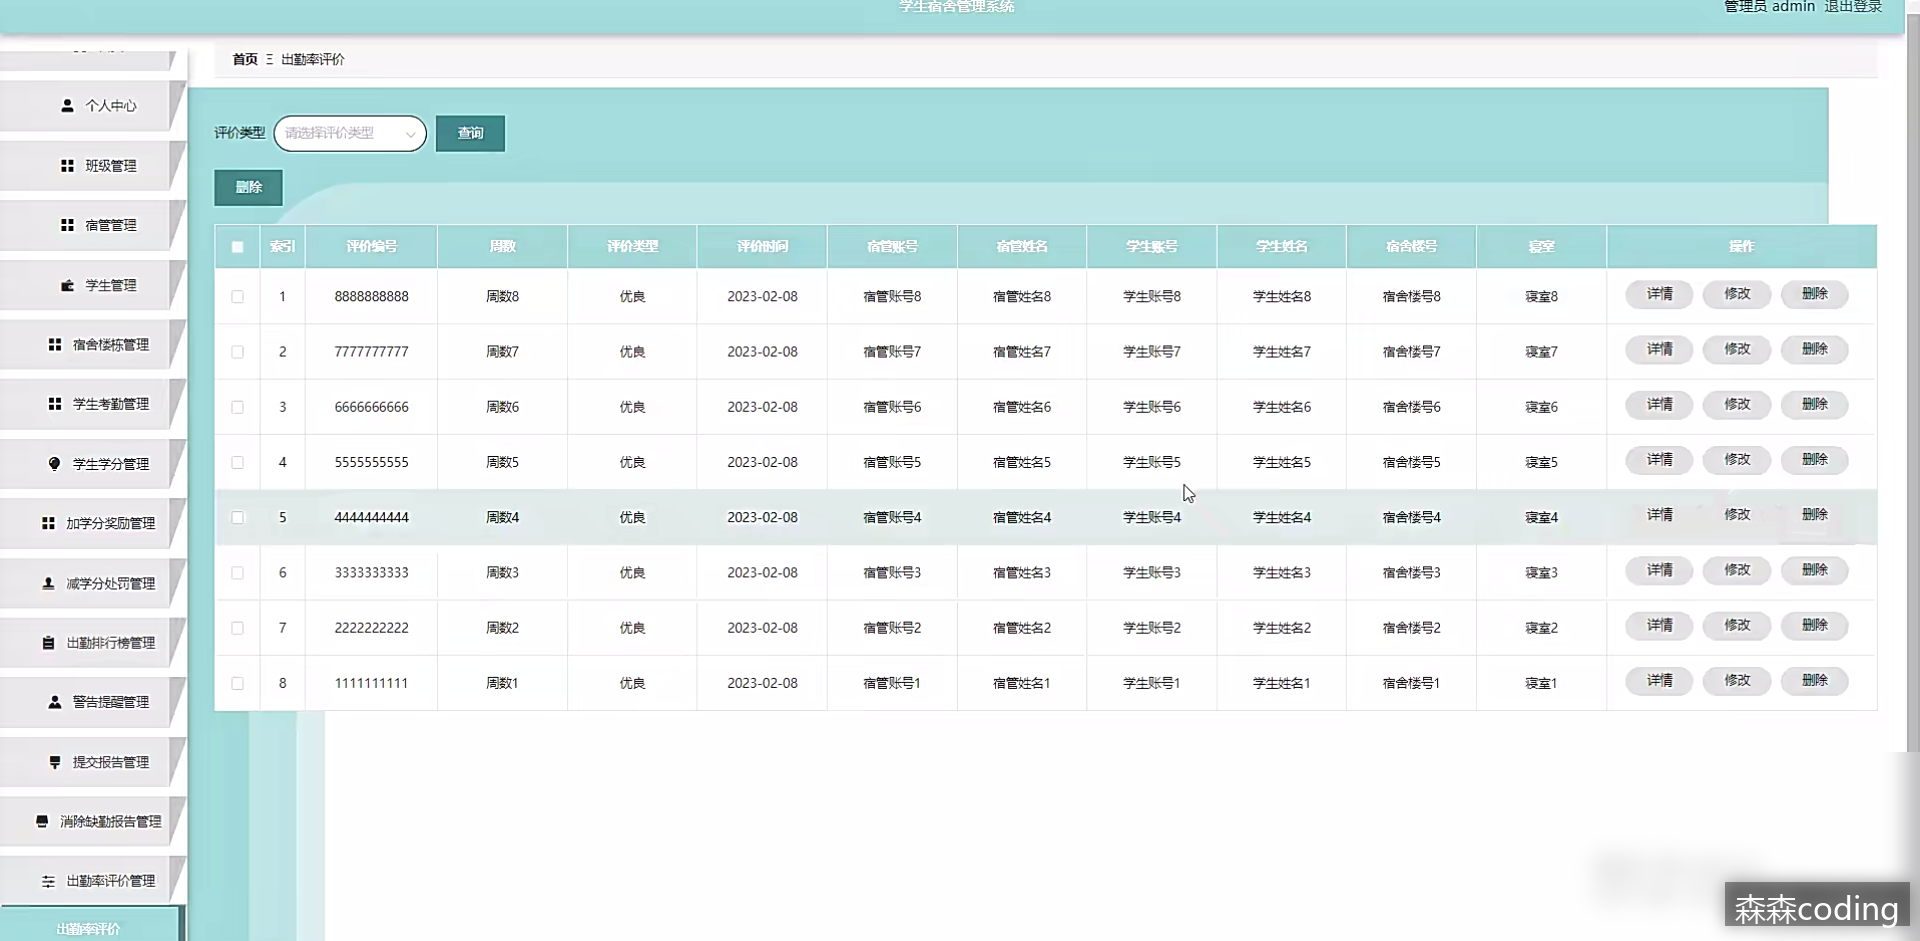 学生宿舍管理系统
管理员 admin 退出登录
首页 Ξ 出勤率评价
个人中心
班级管理
宿管管理
学生管理
宿舍楼栋管理
学生考勤管理
学生学分管理
加学分奖励管理
减学分处罚管理
出勤排行榜管理
警告提醒管理
提交报告管理
消除缺勤报告管理
出勤率评价管理
出勤率评价
评价类型 请选择评价类型 查询
删除
索引 评价编号 周数 评价类型 评价时间 宿管账号 宿管姓名 学生账号 学生姓名 宿舍楼号 寝室 操作
1 8888888888 周数8 优良 2023-02-08 宿管账号8 宿管姓名8 学生账号8 学生姓名8 宿舍楼号8 寝室8 详情 修改 删除
2 7777777777 周数7 优良 2023-02-08 宿管账号7 宿管姓名7 学生账号7 学生姓名7 宿舍楼号7 寝室7 详情 修改 删除
3 6666666666 周数6 优良 2023-02-08 宿管账号6 宿管姓名6 学生账号6 学生姓名6 宿舍楼号6 寝室6 详情 修改 删除
4 5555555555 周数5 优良 2023-02-08 宿管账号5 宿管姓名5 学生账号5 学生姓名5 宿舍楼号5 寝室5 详情 修改 删除
5 4444444444 周数4 优良 2023-02-08 宿管账号4 宿管姓名4 学生账号4 学生姓名4 宿舍楼号4 寝室4 详情 修改 删除
6 3333333333 周数3 优良 2023-02-08 宿管账号3 宿管姓名3 学生账号3 学生姓名3 宿舍楼号3 寝室3 详情 修改 删除
7 2222222222 周数2 优良 2023-02-08 宿管账号2 宿管姓名2 学生账号2 学生姓名2 宿舍楼号2 寝室2 详情 修改 删除
8 1111111111 周数1 优良 2023-02-08 宿管账号1 宿管姓名1 学生账号1 学生姓名1 宿舍楼号1 寝室1 详情 修改 删除
森森coding